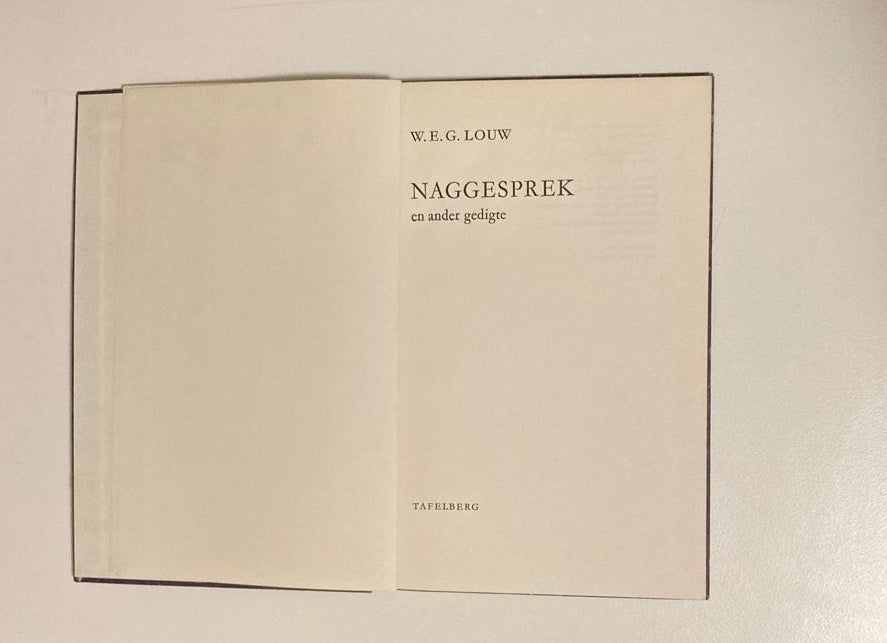 W. E. G. LOUW
NAGGESPREK
en ander gedigte
TAFELBERG